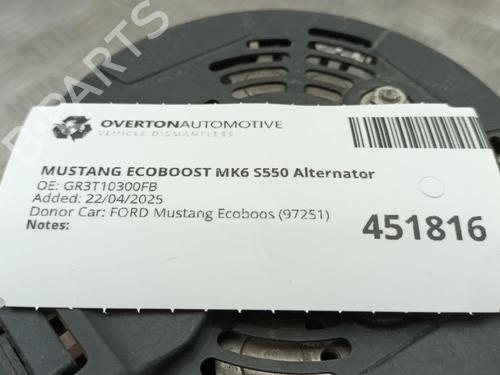 B-PARTS
OVERTONAUTOMOTIVE
VEHICLE DISMANTLERS
MUSTANG ECOBOOST MK6 S550 Alternator
OE: GR3T10300FB
Added: 22/04/2025
Donor Car: FORD Mustang Ecoboos (97251)
Notes:
451816